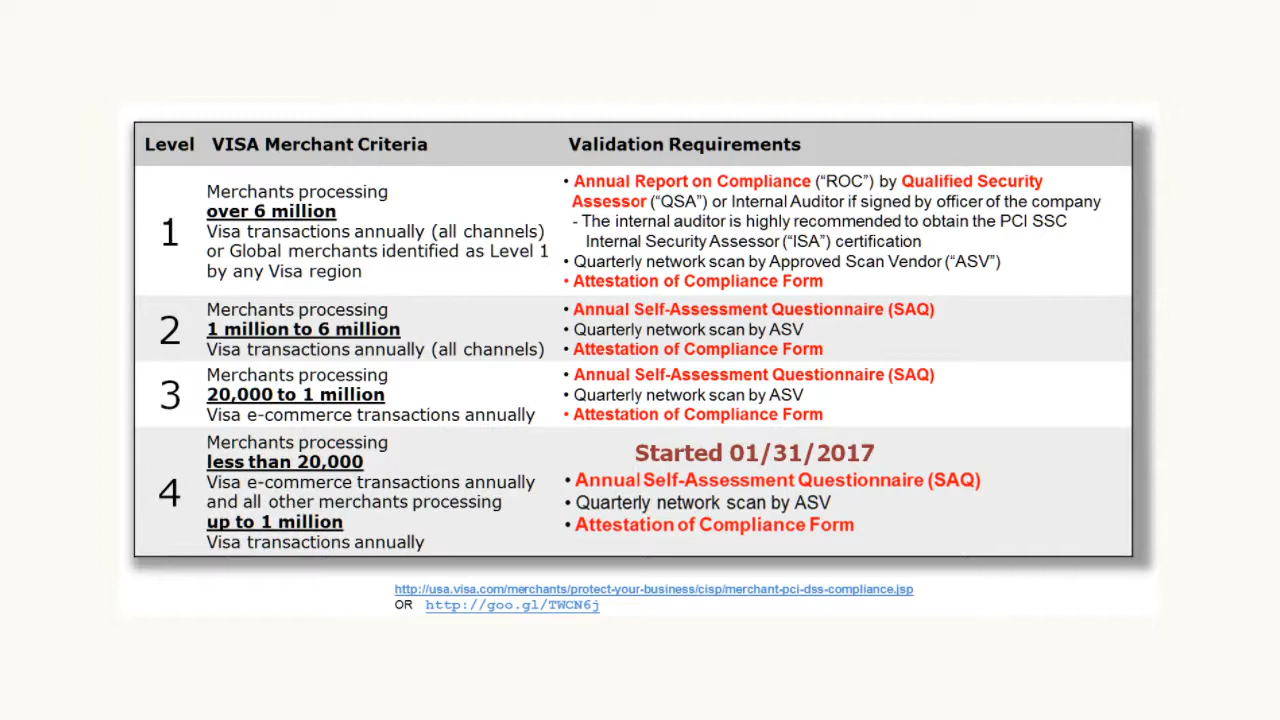 Level VISA Merchant Criteria Validation Requirements
1
Merchants processing
over 6 million
Visa transactions annually (all channels)
or Global merchants identified as Level 1
by any Visa region
• Annual Report on Compliance (“ROC”) by Qualified Security
Assessor (“QSA”) or Internal Auditor if signed by officer of the company
- The internal auditor is highly recommended to obtain the PCI SSC
Internal Security Assessor (“ISA”) certification
• Quarterly network scan by Approved Scan Vendor (“ASV”)
• Attestation of Compliance Form
2
Merchants processing
1 million to 6 million
Visa transactions annually (all channels)
• Annual Self-Assessment Questionnaire (SAQ)
• Quarterly network scan by ASV
• Attestation of Compliance Form
3
Merchants processing
20,000 to 1 million
Visa e-commerce transactions annually
• Annual Self-Assessment Questionnaire (SAQ)
• Quarterly network scan by ASV
• Attestation of Compliance Form
4
Merchants processing
less than 20,000
Visa e-commerce transactions annually
and all other merchants processing
up to 1 million
Visa transactions annually
Started 01/31/2017
• Annual Self-Assessment Questionnaire (SAQ)
• Quarterly network scan by ASV
• Attestation of Compliance Form
http://usa.visa.com/merchants/protect-your-business/cisp/merchant-pci-dss-compliance.jsp
OR http://goo.gl/TWCN6j